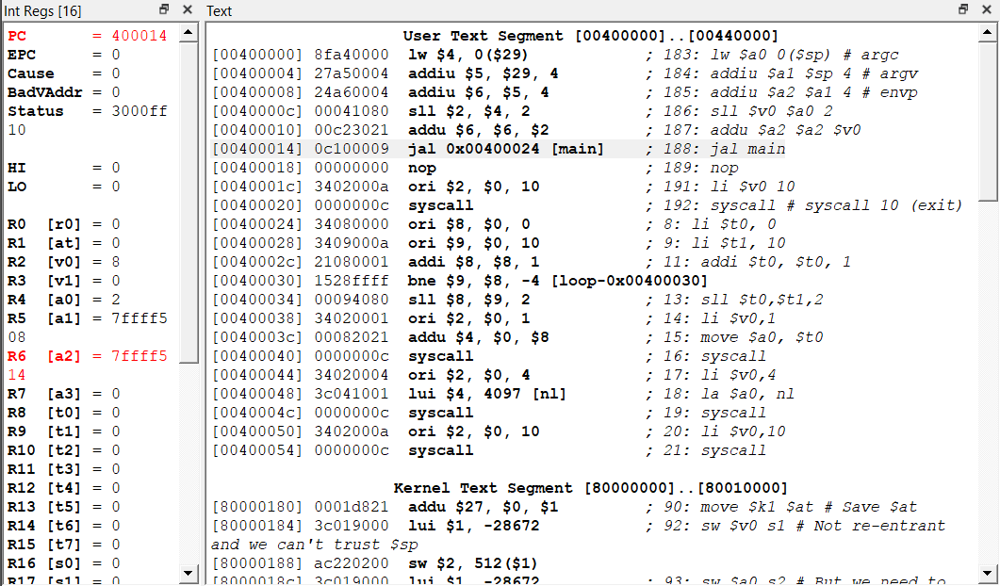 Int Regs [16]
PC = 400014
EPC = 0
Cause = 0
BadVAddr = 0
Status = 3000ff
10
HI = 0
LO = 0
R0 [r0] = 0
R1 [at] = 0
R2 [v0] = 8
R3 [v1] = 0
R4 [a0] = 2
R5 [a1] = 7ffff5
08
R6 [a2] = 7ffff5
14
R7 [a3] = 0
R8 [t0] = 0
R9 [t1] = 0
R10 [t2] = 0
R11 [t3] = 0
R12 [t4] = 0
R13 [t5] = 0
R14 [t6] = 0
R15 [t7] = 0
R16 [s0] = 0
R17 [s1] = 0
Text
User Text Segment [00400000]..[00440000]
[00400000] 8fa40000 lw $4, 0($29) ; 183: lw $a0 0($sp) # argc
[00400004] 27a50004 addiu $5, $29, 4 ; 184: addiu $a1 $sp 4 # argv
[00400008] 24a60004 addiu $6, $5, 4 ; 185: addiu $a2 $a1 4 # envp
[0040000c] 00041080 sll $2, $4, 2 ; 186: sll $v0 $a0 2
[00400010] 00c23021 addu $6, $6, $2 ; 187: addu $a2 $a2 $v0
[00400014] 0c100009 jal 0x00400024 [main] ; 188: jal main
[00400018] 00000000 nop ; 189: nop
[0040001c] 3402000a ori $2, $0, 10 ; 191: li $v0 10
[00400020] 0000000c syscall ; 192: syscall # syscall 10 (exit)
[00400024] 34080000 ori $8, $0, 0 ; 8: li $t0, 0
[00400028] 3409000a ori $9, $0, 10 ; 9: li $t1, 10
[0040002c] 21080001 addi $8, $8, 1 ; 11: addi $t0, $t0, 1
[00400030] 1528ffff bne $9, $8, -4 [loop-0x00400030]
[00400034] 00094080 sll $8, $9, 2 ; 13: sll $t0,$t1,2
[00400038] 34020001 ori $2, $0, 1 ; 14: li $v0,1
[0040003c] 00082021 addu $4, $0, $8 ; 15: move $a0, $t0
[00400040] 0000000c syscall ; 16: syscall
[00400044] 34020004 ori $2, $0, 4 ; 17: li $v0,4
[00400048] 3c041001 lui $4, 4097 [nl] ; 18: la $a0, nl
[0040004c] 0000000c syscall ; 19: syscall
[00400050] 3402000a ori $2, $0, 10 ; 20: li $v0,10
[00400054] 0000000c syscall ; 21: syscall
Kernel Text Segment [80000000]..[80010000]
[80000180] 0001d821 addu $27, $0, $1 ; 90: move $k1 $at # Save $at
[80000184] 3c019000 lui $1, -28672 ; 92: sw $v0 s1 # Not re-entrant
and we can't trust $sp
[80000188] ac220200 sw $2, 512($1)
[8000018c] 3c019000 lui $1, -28672 ; 93: sw $a0 s2 # But we need to